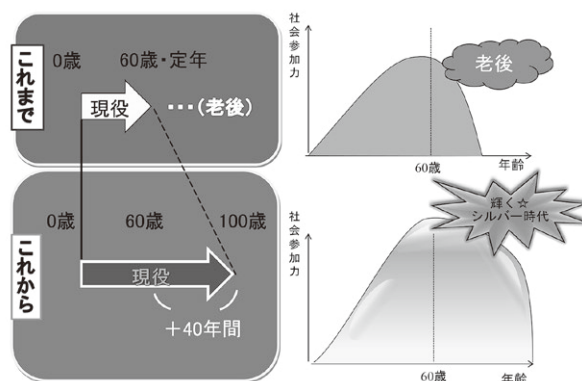 これまで
0歳
60歳・定年
現役
…(老後)
これから
0歳
60歳
100歳
現役
＋40年間
社会参加力
老後
60歳
年齢
社会参加力
輝く☆
シルバー時代
60歳
年齢